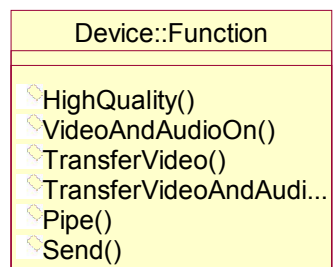 Device::Function
HighQuality()
VideoAndAudioOn()
TransferVideo()
TransferVideoAndAudi...
Pipe()
Send()